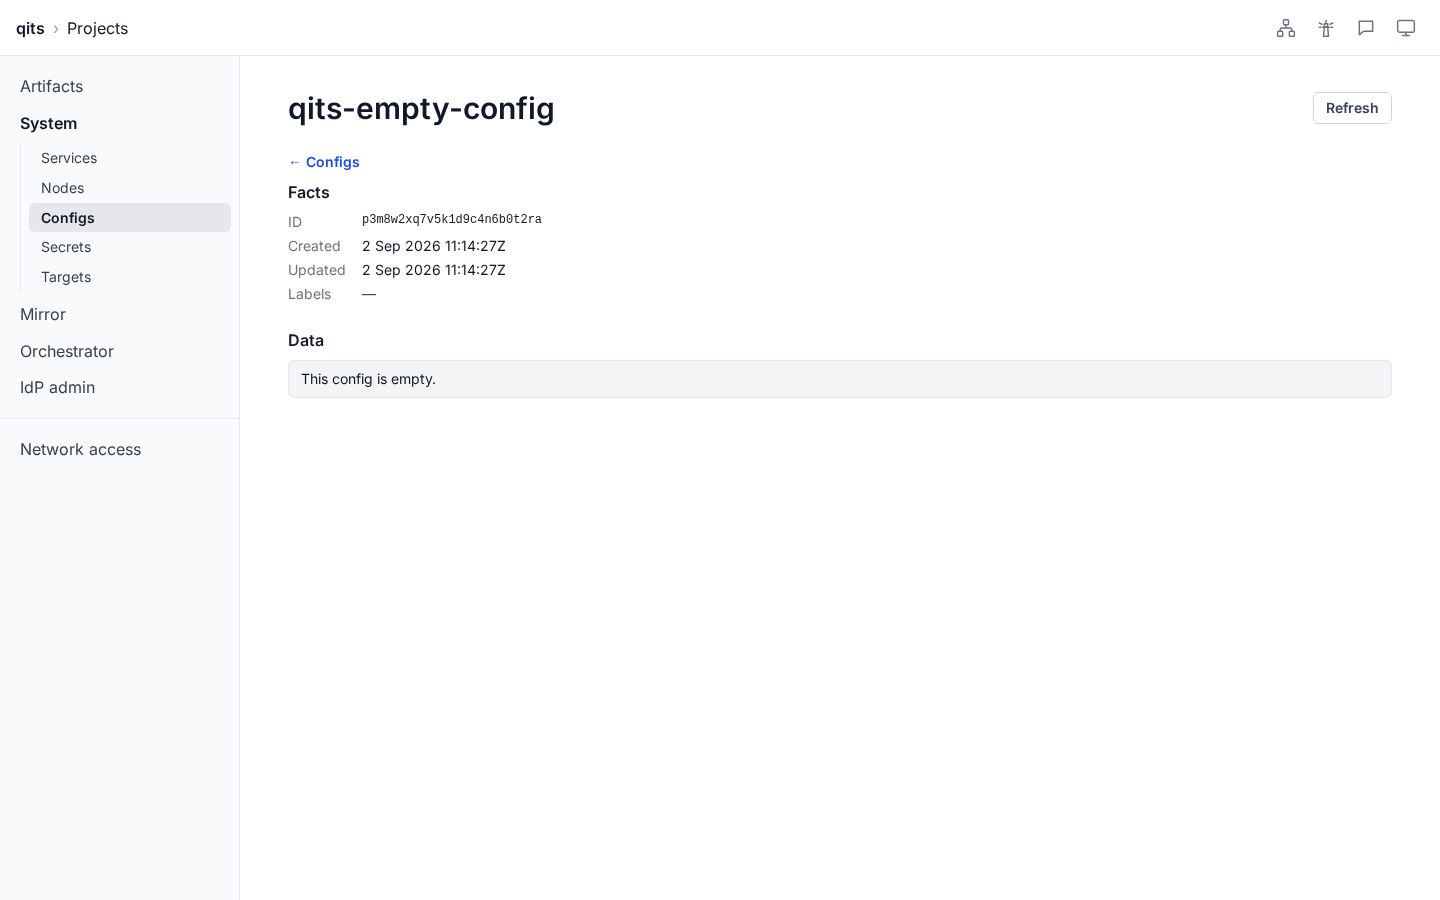 qits › Projects
Artifacts
System
Services
Nodes
Configs
Secrets
Targets
Mirror
Orchestrator
IdP admin
Network access
qits-empty-config
Refresh
← Configs
Facts
ID p3m8w2xq7v5k1d9c4n6b0t2ra
Created 2 Sep 2026 11:14:27Z
Updated 2 Sep 2026 11:14:27Z
Labels —
Data
This config is empty.